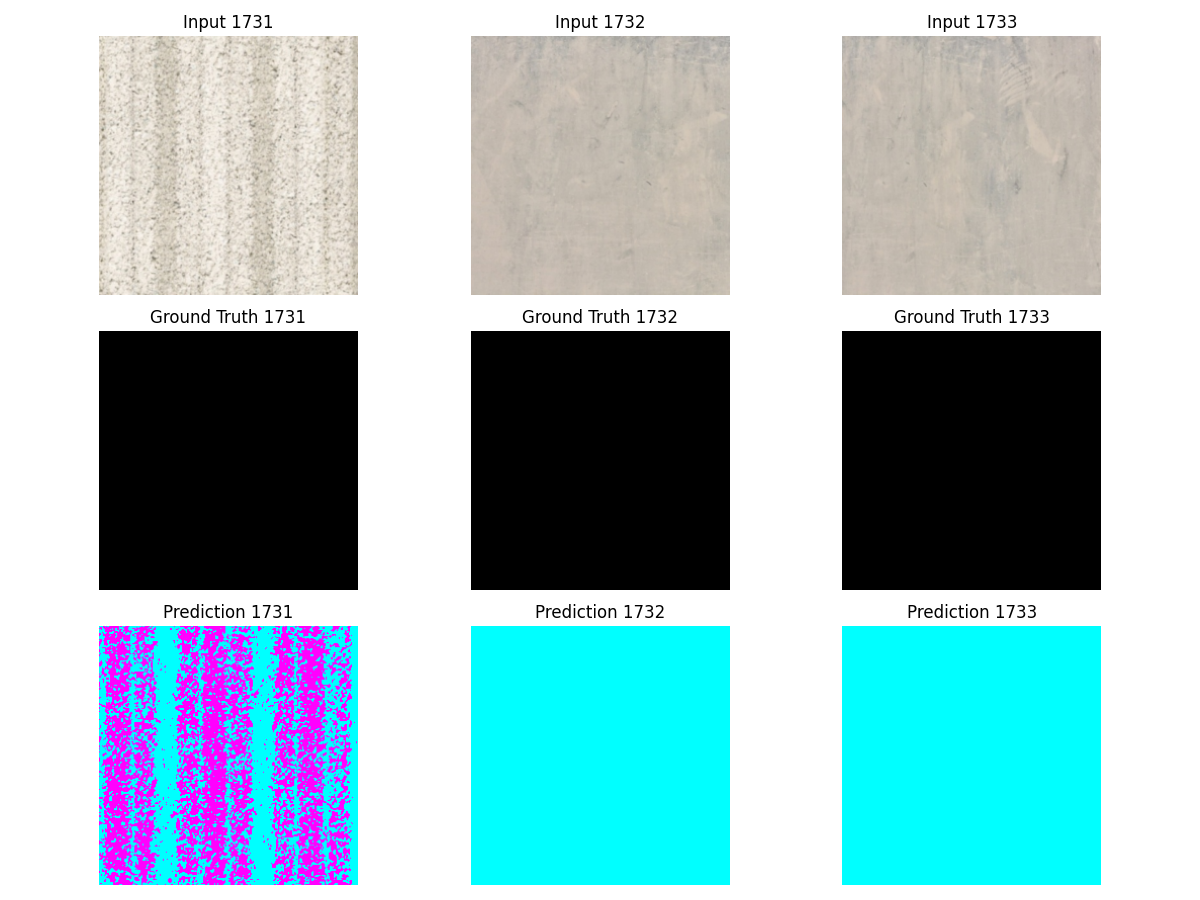 Input 1731
Input 1732
Input 1733
Ground Truth 1731
Ground Truth 1732
Ground Truth 1733
Prediction 1731
Prediction 1732
Prediction 1733